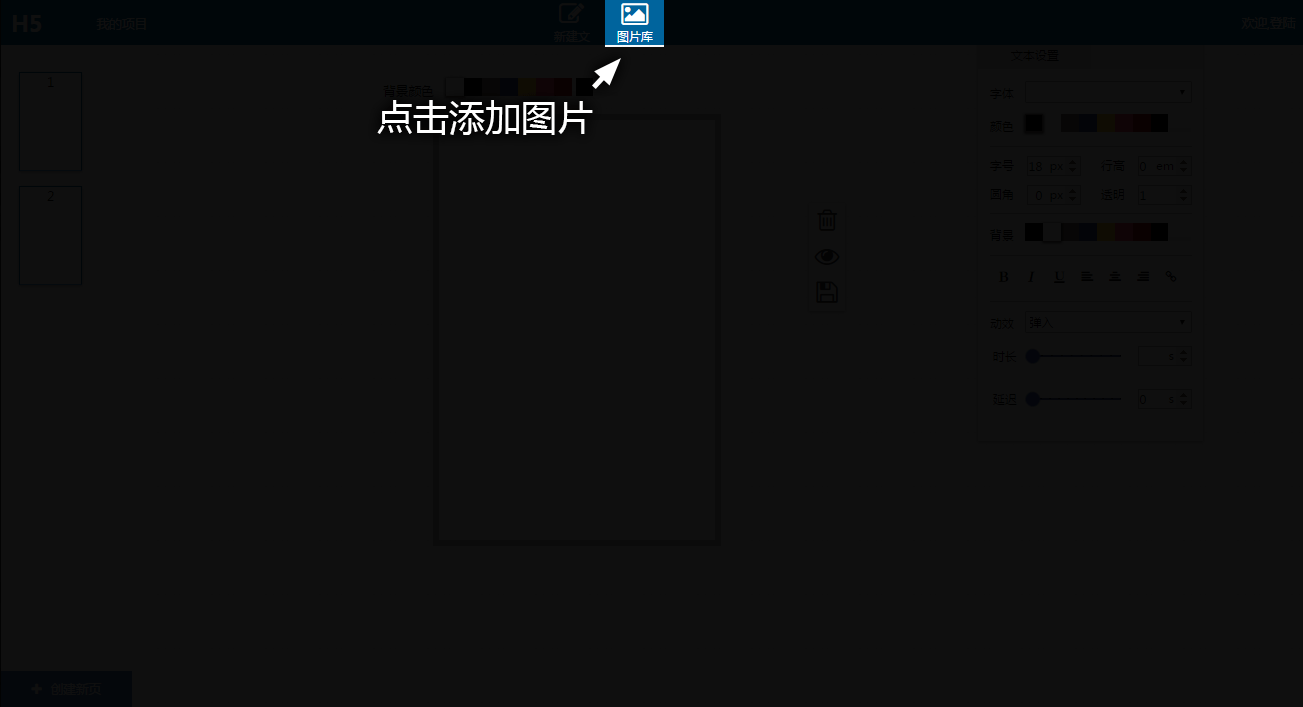 H5
我的项目
新建文
图片库
欢迎登陆
文本设置
1
背景颜色
点击添加图片
字体
颜色
字号 18 px 行距 0 em
2
圆角 0 px 透明 1
背景
B I U
动效 弹入
时长 s
延迟 0 s
+ 创建新页